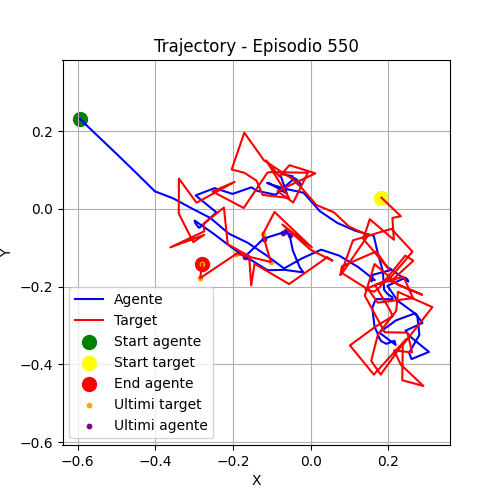 Trajectory - Episodio 550
Y
0.2
0.0
−0.2
−0.4
−0.6
Agente
Target
Start agente
Start target
End agente
Ultimi target
Ultimi agente
−0.6 −0.4 −0.2 0.0 0.2
X